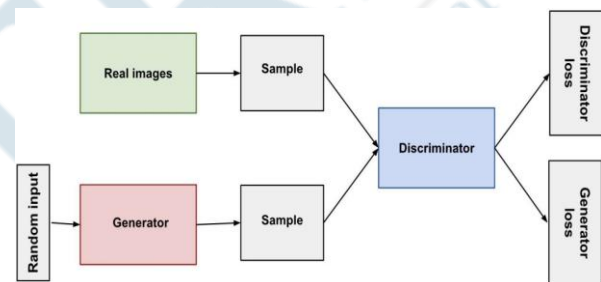 Real images
Sample
Discriminator
loss
Discriminator
Random input
Generator
Sample
Generator
loss